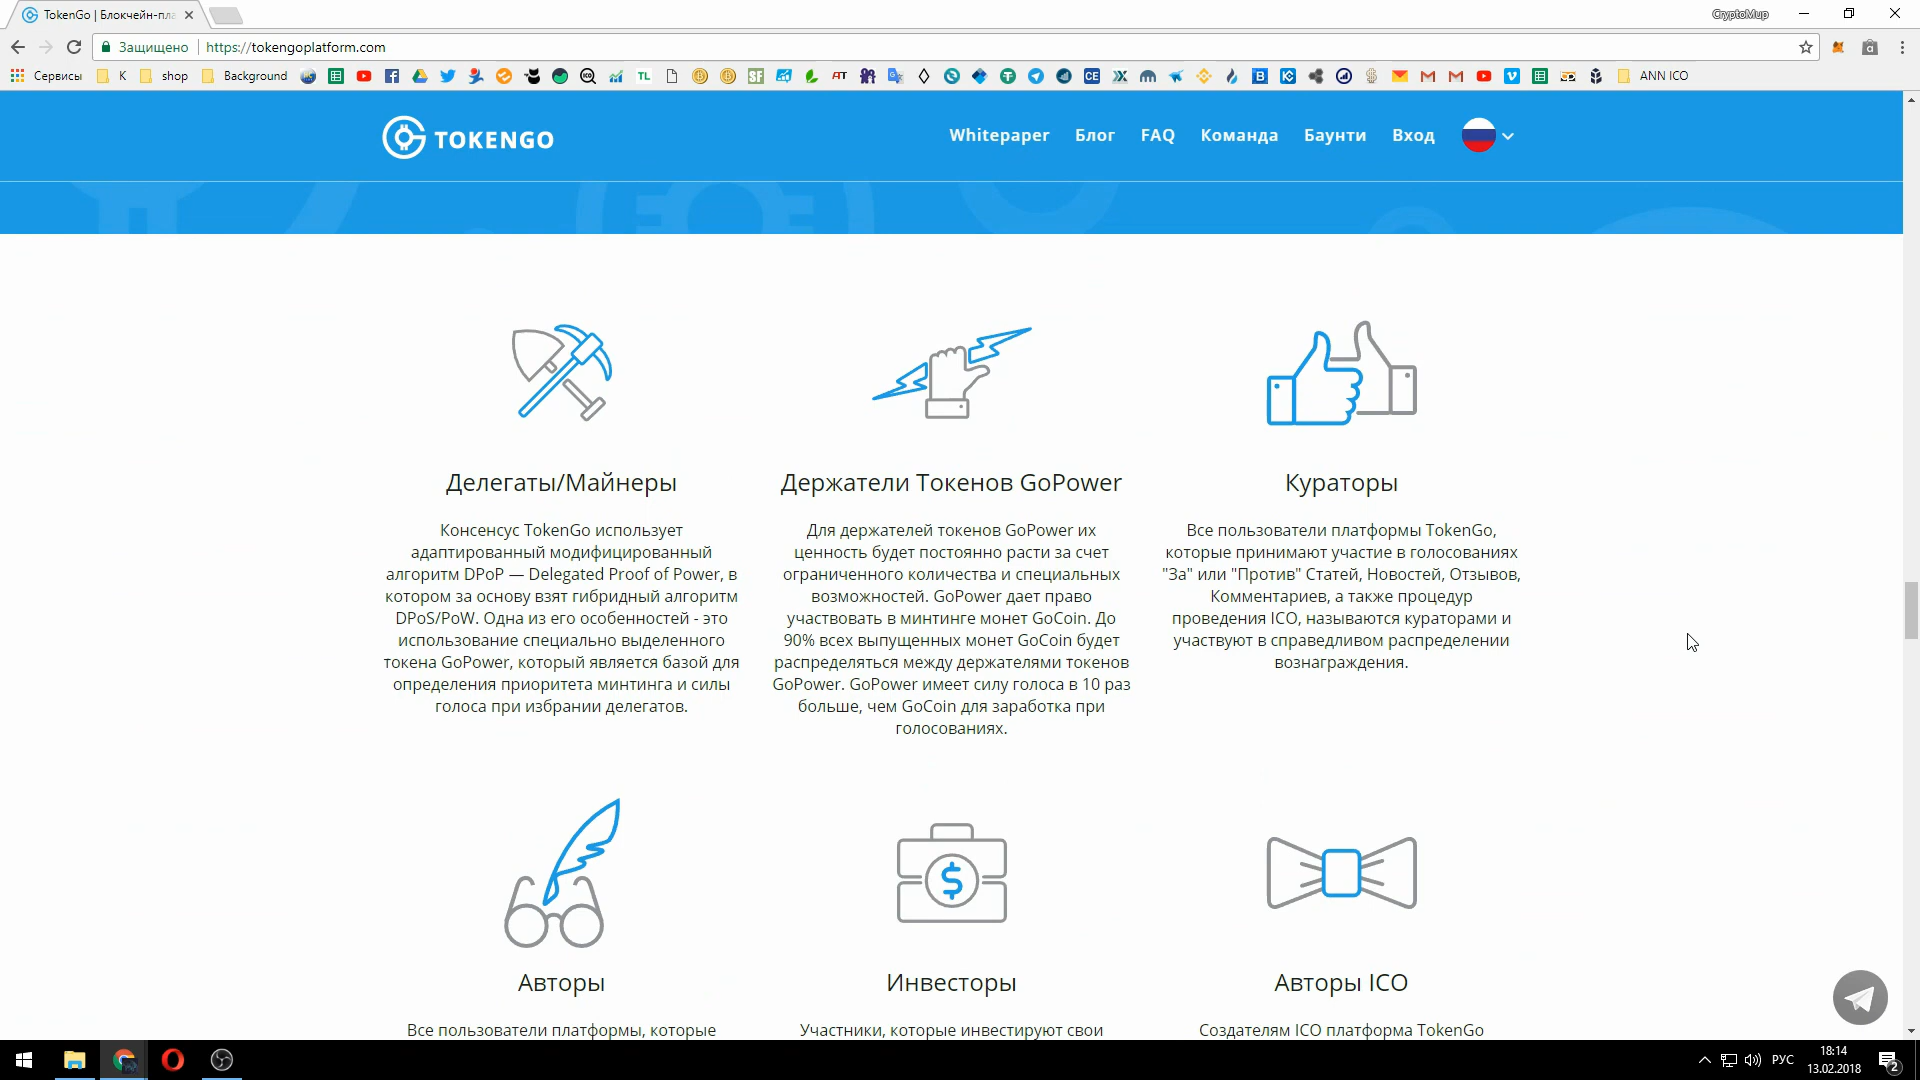 TokenGo | Блокчейн-пла
CryptoMup
Защищено https://tokengoplatform.com
Сервисы K shop Background ANN ICO
TOKENGO
Whitepaper Блог FAQ Команда Баунти Вход
Делегаты/Майнеры
Консенсус TokenGo использует
адаптированный модифицированный
алгоритм DPoP — Delegated Proof of Power, в
котором за основу взят гибридный алгоритм
DPoS/PoW. Одна из его особенностей - это
использование специально выделенного
токена GoPower, который является базой для
определения приоритета минтинга и силы
голоса при избрании делегатов.
Держатели Токенов GoPower
Для держателей токенов GoPower их
ценность будет постоянно расти за счет
ограниченного количества и специальных
возможностей. GoPower дает право
участвовать в минтинге монет GoCoin. До
90% всех выпущенных монет GoCoin будет
распределяться между держателями токенов
GoPower. GoPower имеет силу голоса в 10 раз
больше, чем GoCoin для заработка при
голосованиях.
Кураторы
Все пользователи платформы TokenGo,
которые принимают участие в голосованиях
"За" или "Против" Статей, Новостей, Отзывов,
Комментариев, а также процедур
проведения ICO, называются кураторами и
участвуют в справедливом распределении
вознаграждения.
Авторы
Все пользователи платформы, которые
Инвесторы
Участники, которые инвестируют свои
Авторы ICO
Создателям ICO платформа TokenGo
РУС
18:14
13.02.2018
2